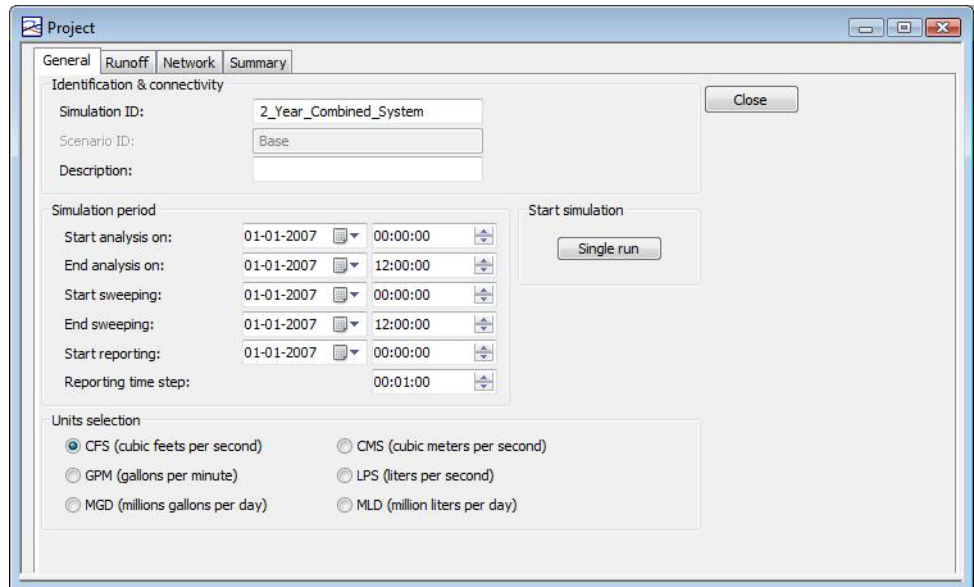 Project
General Runoff Network Summary
Identification & connectivity
Simulation ID: 2_Year_Combined_System
Close
Scenario ID: Base
Description:
Simulation period
Start simulation
Start analysis on: 01-01-2007 00:00:00
Single run
End analysis on: 01-01-2007 12:00:00
Start sweeping: 01-01-2007 00:00:00
End sweeping: 01-01-2007 12:00:00
Start reporting: 01-01-2007 00:00:00
Reporting time step: 00:01:00
Units selection
CFS (cubic feets per second) CMS (cubic meters per second)
GPM (gallons per minute) LPS (liters per second)
MGD (millions gallons per day) MLD (million liters per day)